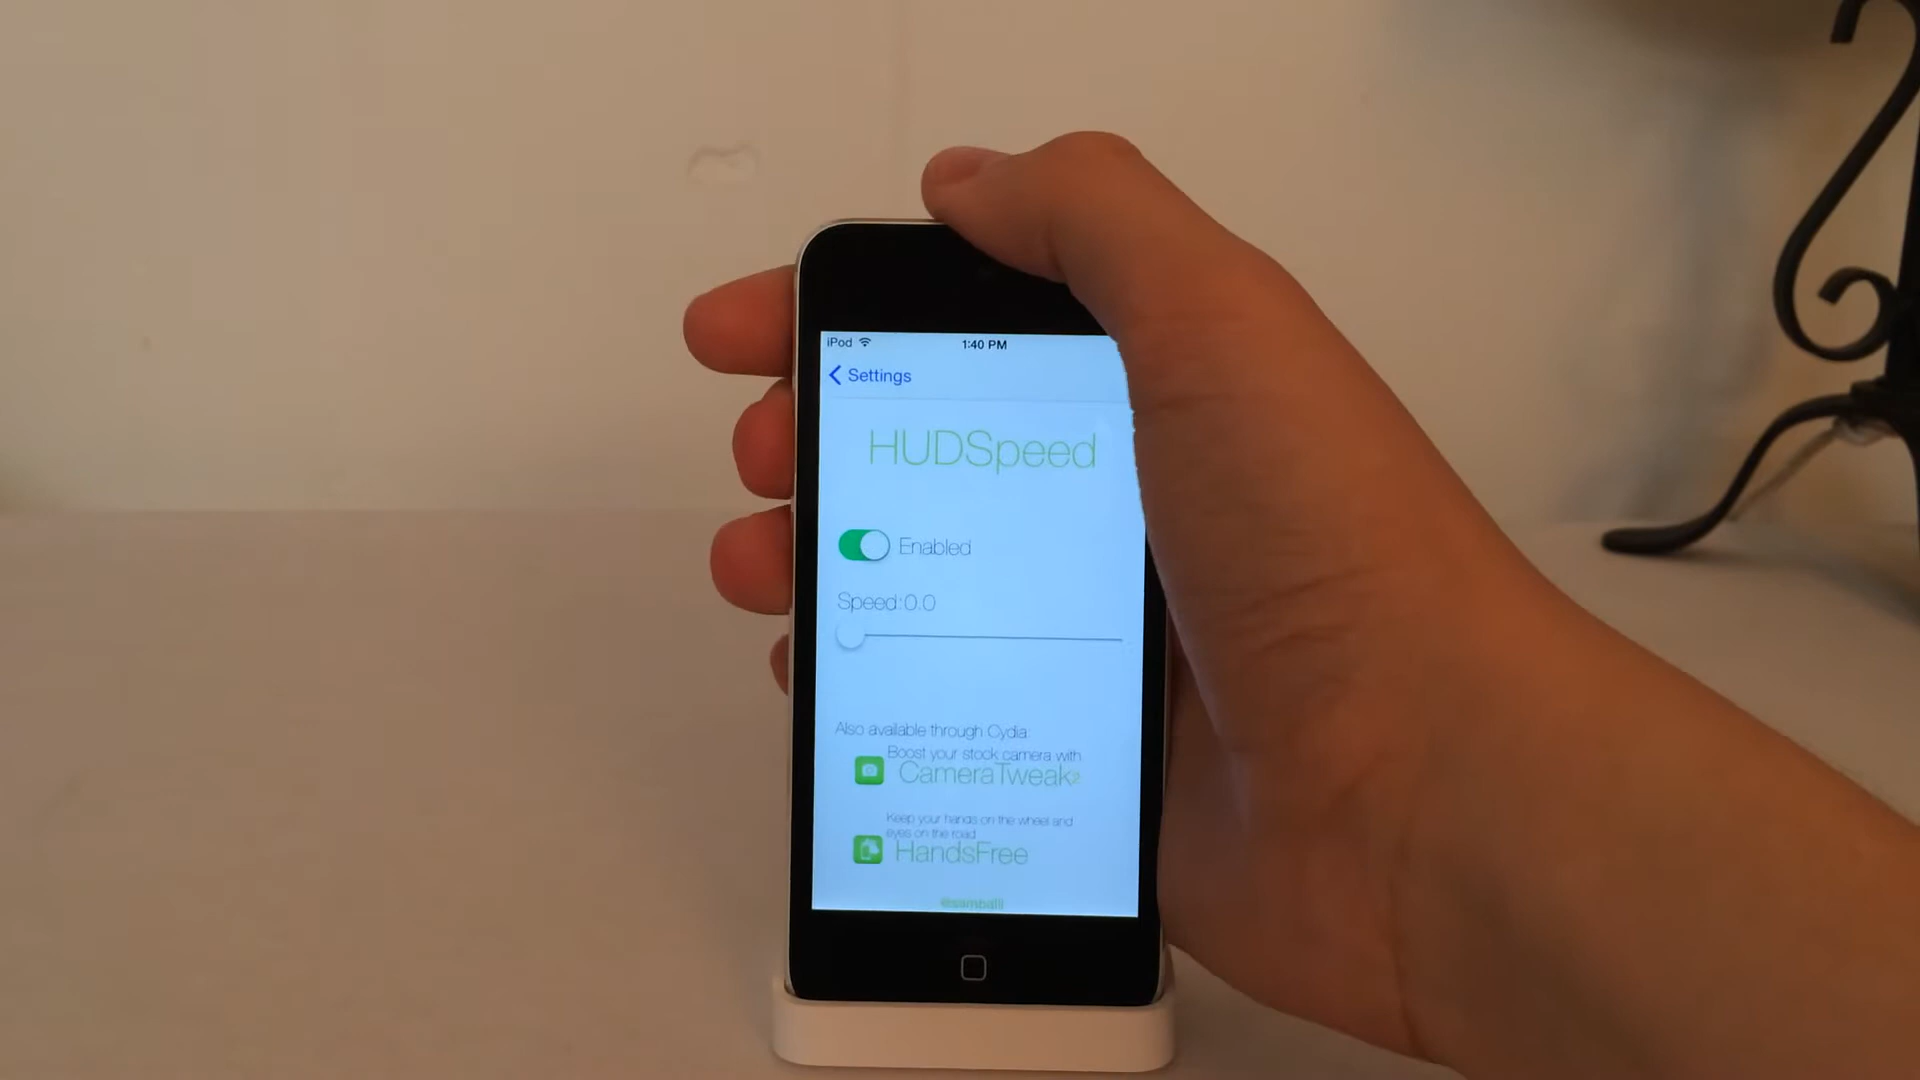 iPod 1:40 PM
Settings
HUDSpeed
Enabled
Speed:0.0
Also available through Cydia
Boost your stock camera with
CameraTweak2
Keep your hands on the wheel and
eyes on the road
HandsFree